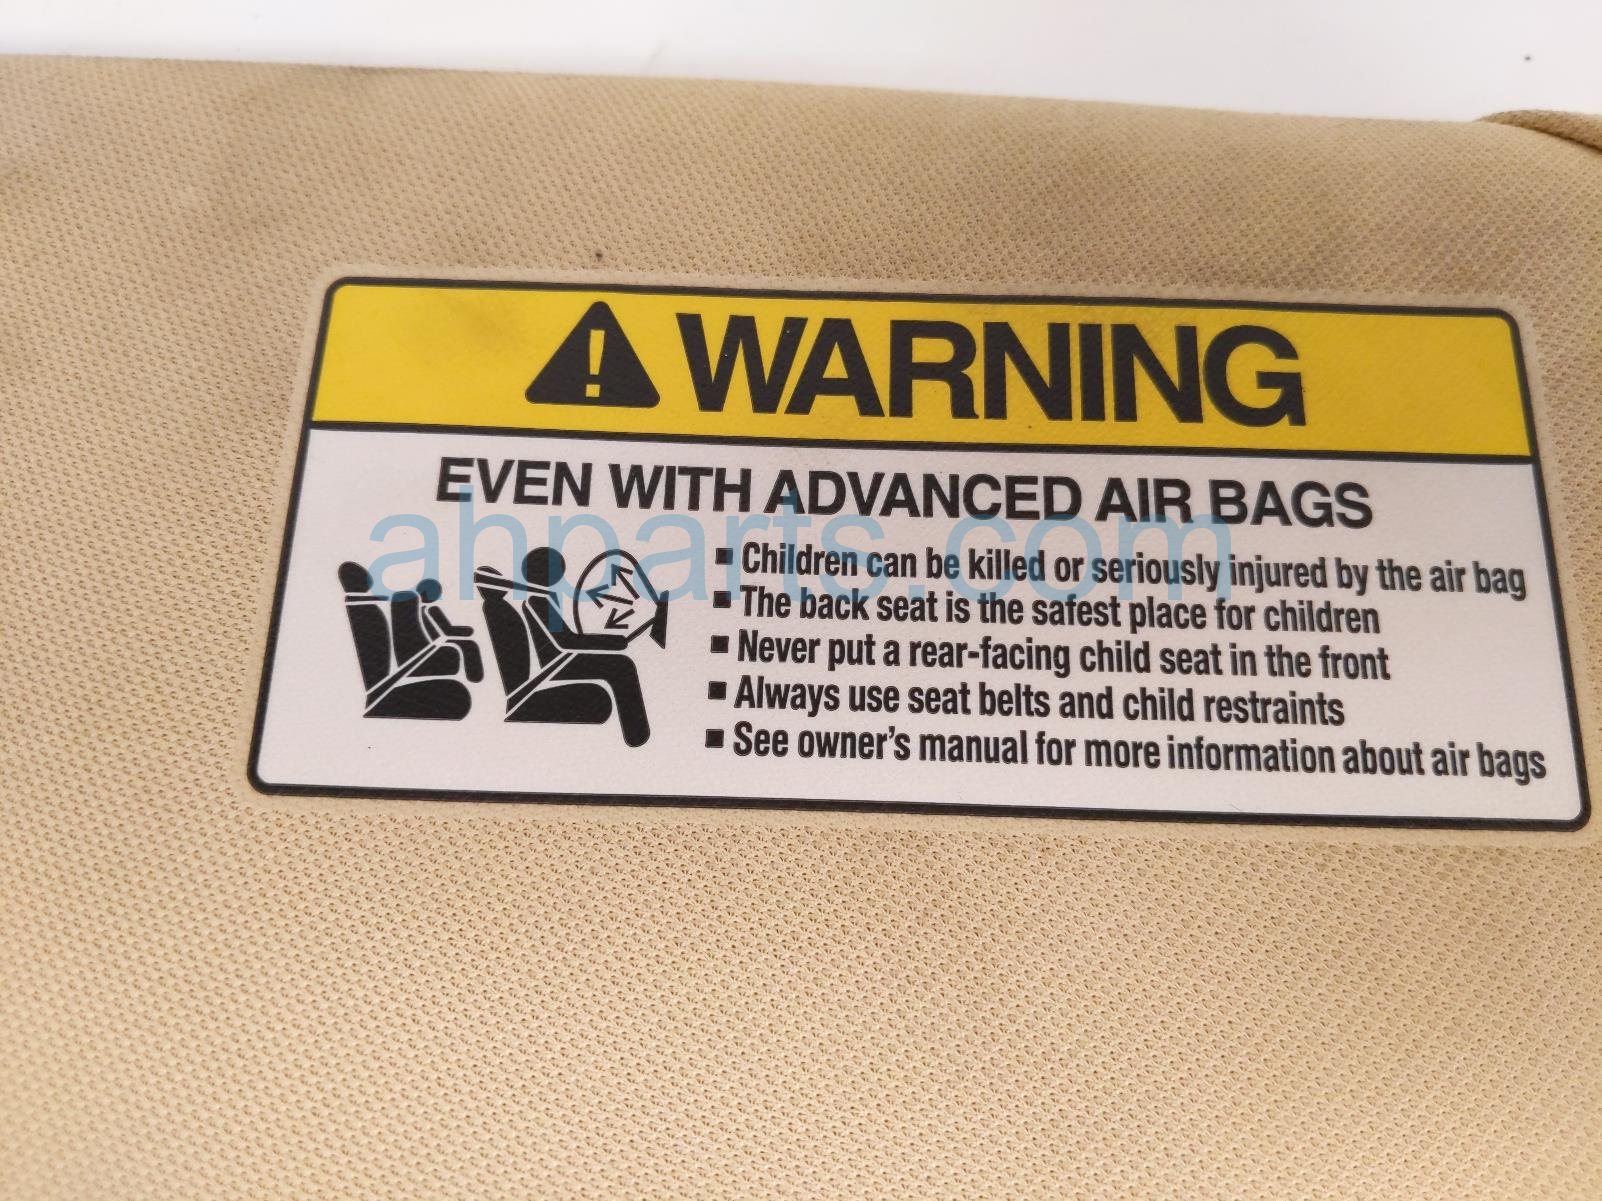 WARNING
EVEN WITH ADVANCED AIR BAGS
ahparts.com
▪ Children can be killed or seriously injured by the air bag
▪ The back seat is the safest place for children
▪ Never put a rear-facing child seat in the front
▪ Always use seat belts and child restraints
▪ See owner's manual for more information about air bags